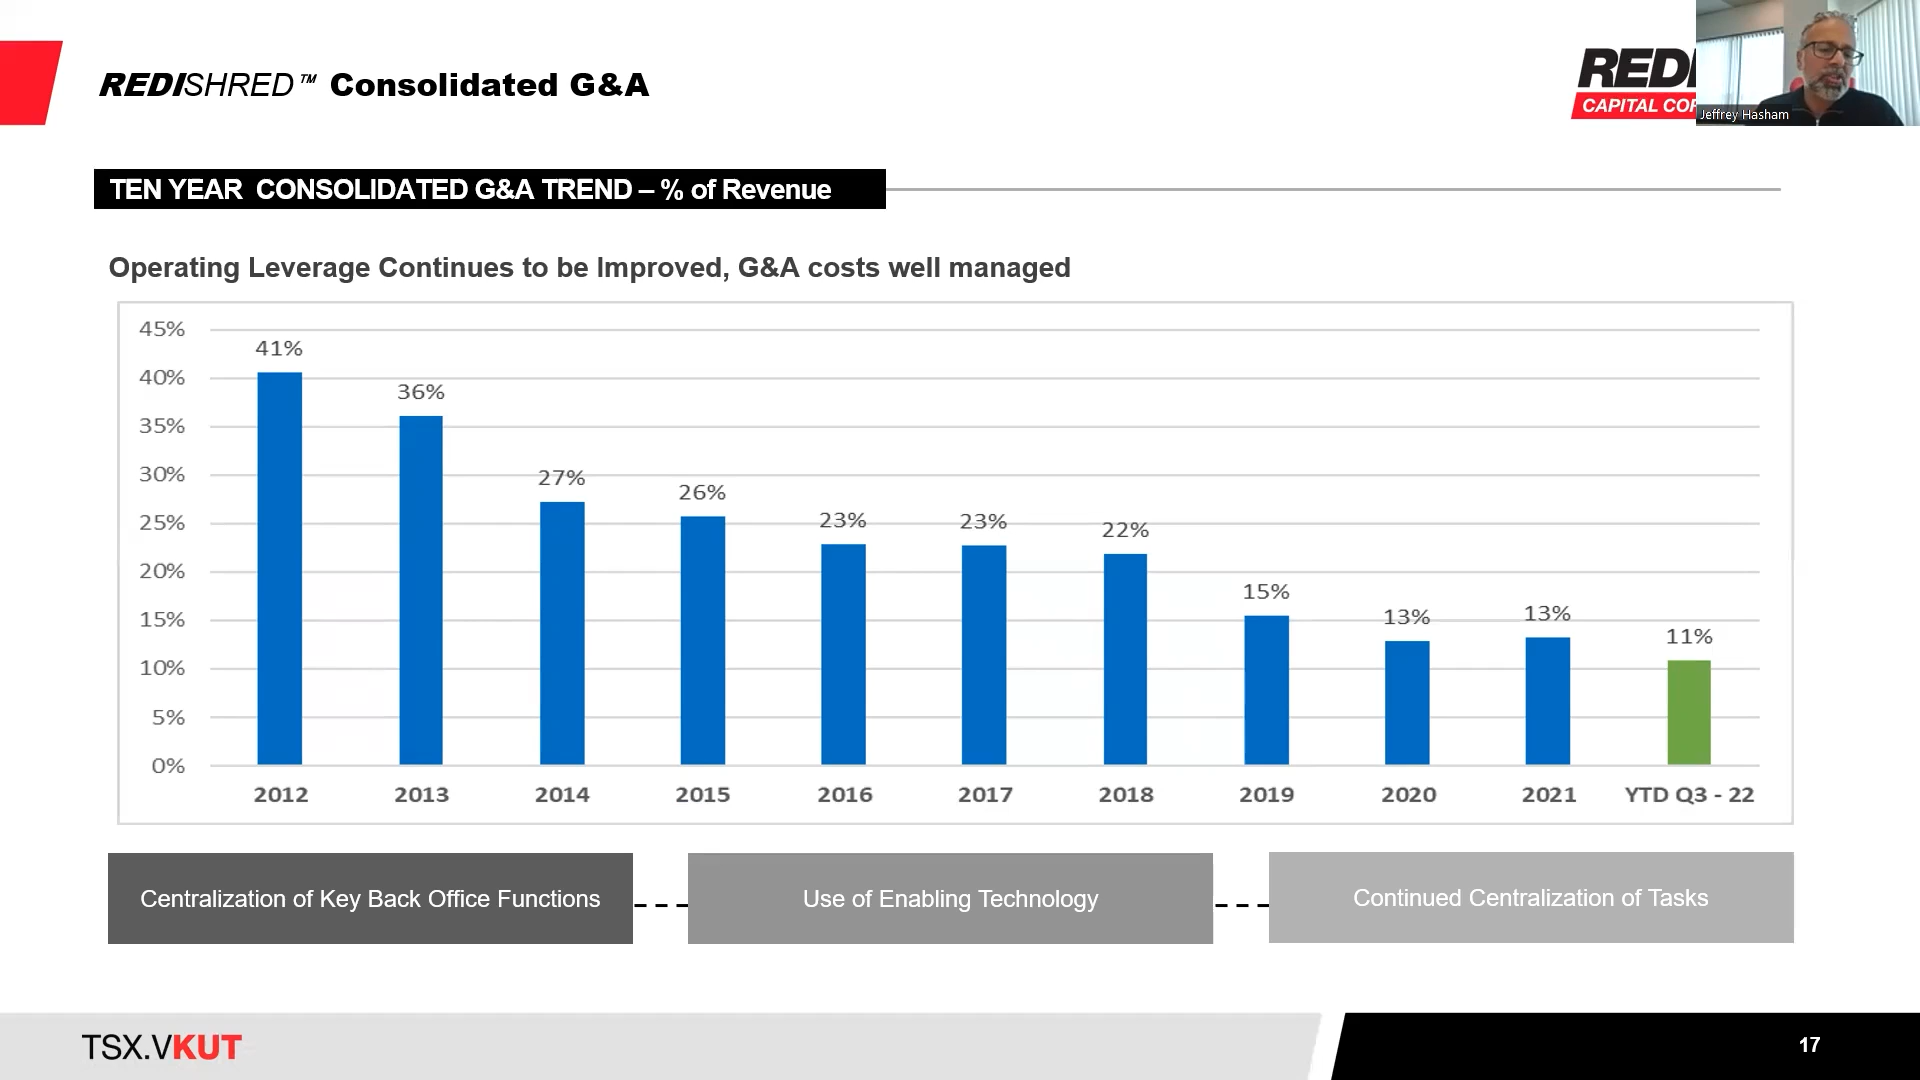 REDISHRED™ Consolidated G&A
REDI
CAPITAL COR
Jeffrey Hasham
TEN YEAR CONSOLIDATED G&A TREND – % of Revenue
Operating Leverage Continues to be Improved, G&A costs well managed
45%
40%
35%
30%
25%
20%
15%
10%
5%
0%
41%
36%
27%
26%
23%
23%
22%
15%
13%
13%
11%
2012 2013 2014 2015 2016 2017 2018 2019 2020 2021 YTD Q3 - 22
Centralization of Key Back Office Functions
Use of Enabling Technology
Continued Centralization of Tasks
TSX.VKUT
17